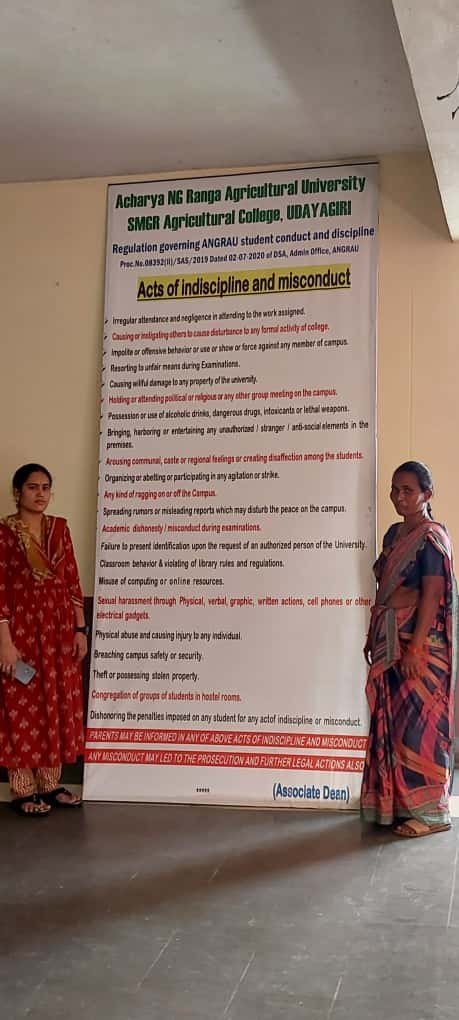 Acharya NG Ranga Agricultural University
SMGR Agricultural College, UDAYAGIRI
Regulation governing ANGRAU student conduct and discipline
Proc.No.08392(II)/SAS/2019 Dated 02-07-2020 of DSA, Admin Office, ANGRAU
Acts of indiscipline and misconduct
Irregular attendance and negligence in attending to the work assigned.
Causing or instigating others to cause disturbance to any formal activity of college.
Impolite or offensive behavior or use or show or force against any member of campus.
Resorting to unfair means during Examinations.
Causing willful damage to any property of the university.
Holding or attending political or religious or any other group meeting on the campus.
Possession or use of alcoholic drinks, dangerous drugs, intoxicants or lethal weapons.
Bringing, harboring or entertaining any unauthorized / stranger / anti-social elements in the
premises.
Arousing communal, caste or regional feelings or creating disaffection among the students.
Organizing or abetting or participating in any agitation or strike.
Any kind of ragging on or off the Campus.
Spreading rumors or misleading reports which may disturb the peace on the campus.
Academic dishonesty / misconduct during examinations.
Failure to present identification upon the request of an authorized person of the University.
Classroom behavior & violating of library rules and regulations.
Misuse of computing or online resources.
Sexual harassment through Physical, verbal, graphic, written actions, cell phones or other
electrical gadgets.
Physical abuse and causing injury to any individual.
Breaching campus safety or security.
Theft or possessing stolen property.
Congregation of groups of students in hostel rooms.
Dishonoring the penalties imposed on any student for any actof indiscipline or misconduct.
PARENTS MAY BE INFORMED IN ANY OF ABOVE ACTS OF INDISCIPLINE AND MISCONDUCT
ANY MISCONDUCT MAY LED TO THE PROSECUTION AND FURTHER LEGAL ACTIONS ALSO
*****
(Associate Dean)